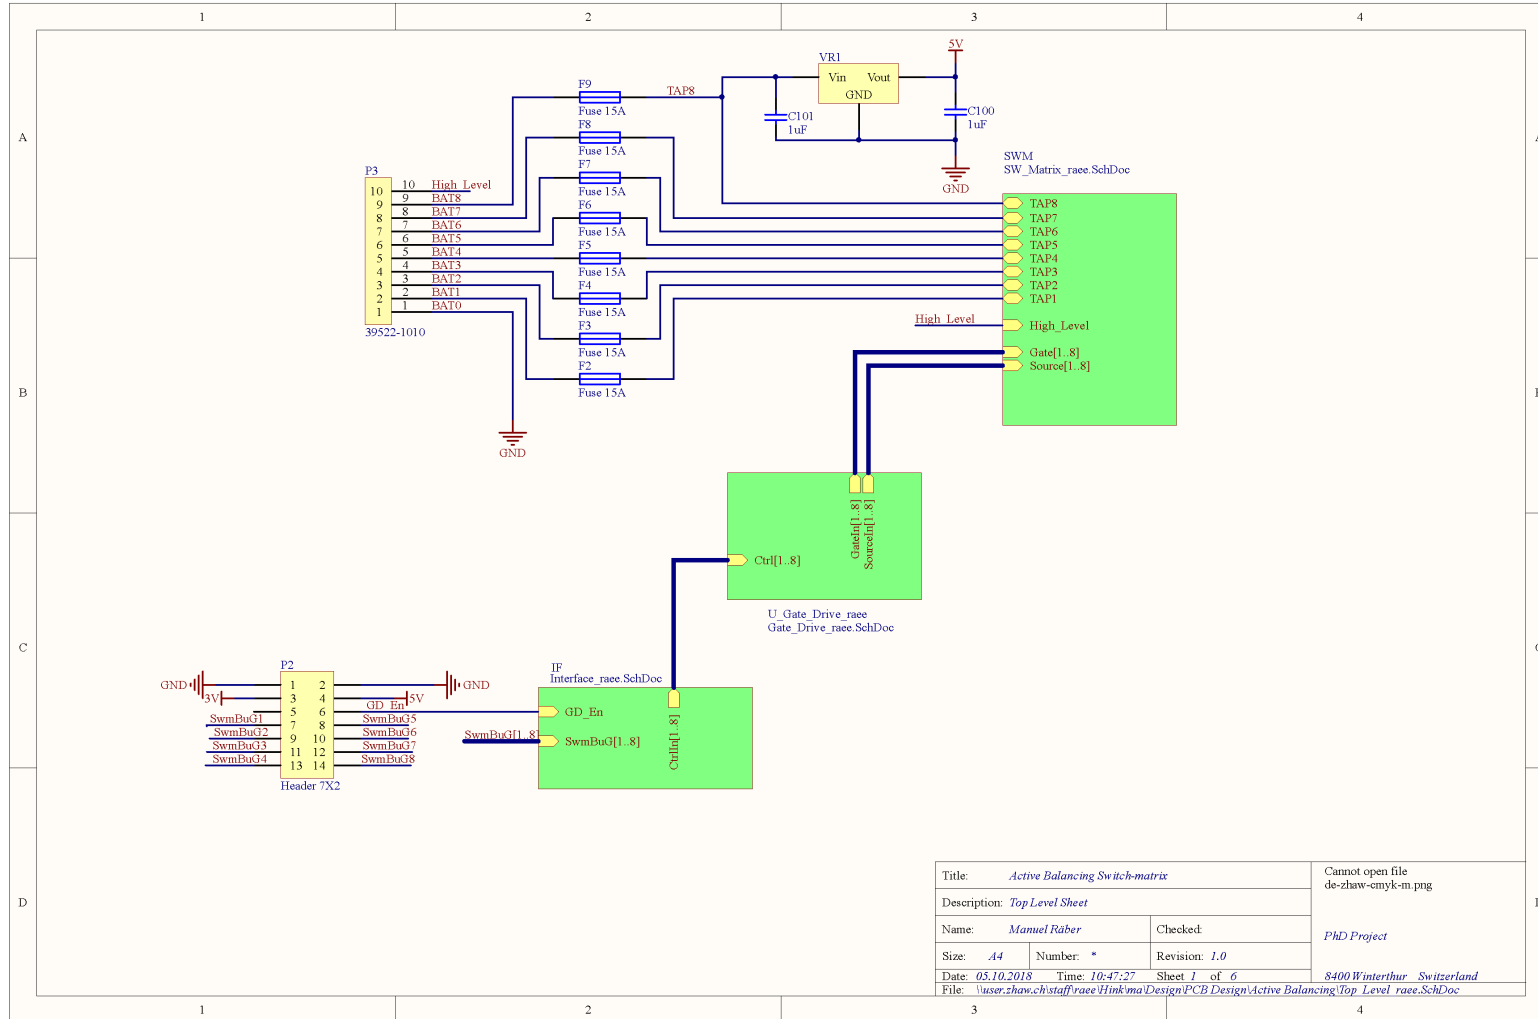 1 2 3 4
A
B
C
D
1 2 3 4
F9
Fuse 15A
TAP8
F8
Fuse 15A
F7
Fuse 15A
F6
Fuse 15A
F5
Fuse 15A
F4
Fuse 15A
F3
Fuse 15A
F2
Fuse 15A
VR1
Vin Vout
GND
5V
C101
1uF
C100
1uF
GND
P3
10 10 High_Level
9 9 BAT8
8 8 BAT7
7 7 BAT6
6 6 BAT5
5 5 BAT4
4 4 BAT3
3 3 BAT2
2 2 BAT1
1 1 BAT0
39522-1010
GND
SWM
SW_Matrix_raee.SchDoc
TAP8
TAP7
TAP6
TAP5
TAP4
TAP3
TAP2
TAP1
High_Level High_Level
Gate[1..8]
Source[1..8]
GateIn[1..8]
SourceIn[1..8]
Ctrl[1..8]
U_Gate_Drive_raee
Gate_Drive_raee.SchDoc
IF
Interface_raee.SchDoc
GD_En
SwmBuG[1..8] SwmBuG[1..8]
CtrlIn[1..8]
P2
GND 1 2 GND
3V 3 4 5V
5 6 GD_En
SwmBuG1 7 8 SwmBuG5
SwmBuG2 9 10 SwmBuG6
SwmBuG3 11 12 SwmBuG7
SwmBuG4 13 14 SwmBuG8
Header 7X2
Title: Active Balancing Switch-matrix
Description: Top Level Sheet
Name: Manuel Räber Checked:
Size: A4 Number: * Revision: 1.0
Date: 05.10.2018 Time: 10:47:27 Sheet 1 of 6
File: \\user.zhaw.ch\staff\raee\Hink\ma\Design\PCB Design\Active Balancing\Top_Level_raee.SchDoc
Cannot open file
de-zhaw-cmyk-m.png
PhD Project
8400 Winterthur Switzerland